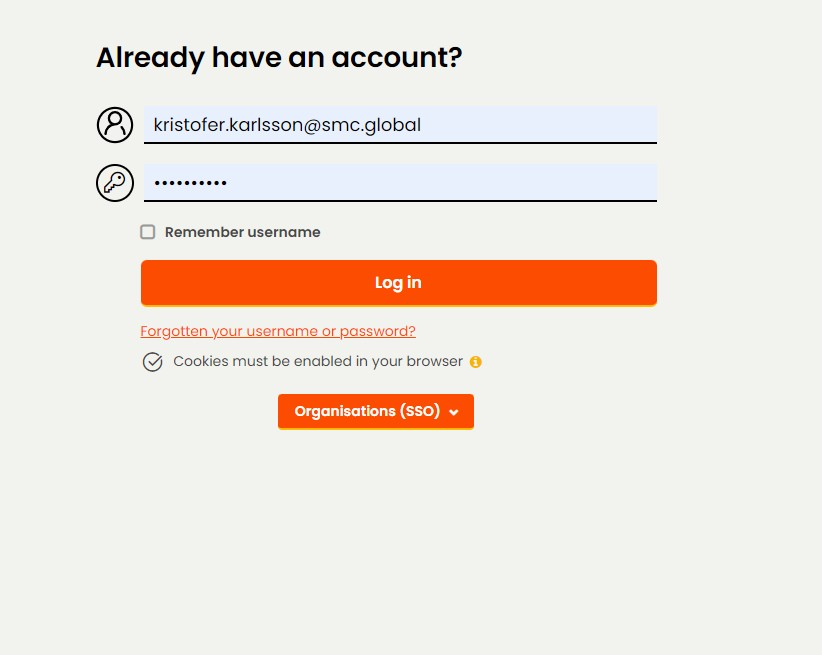 Already have an account?
kristofer.karlsson@smc.global
••••••••••
Remember username
Log in
Forgotten your username or password?
Cookies must be enabled in your browser
Organisations (SSO)